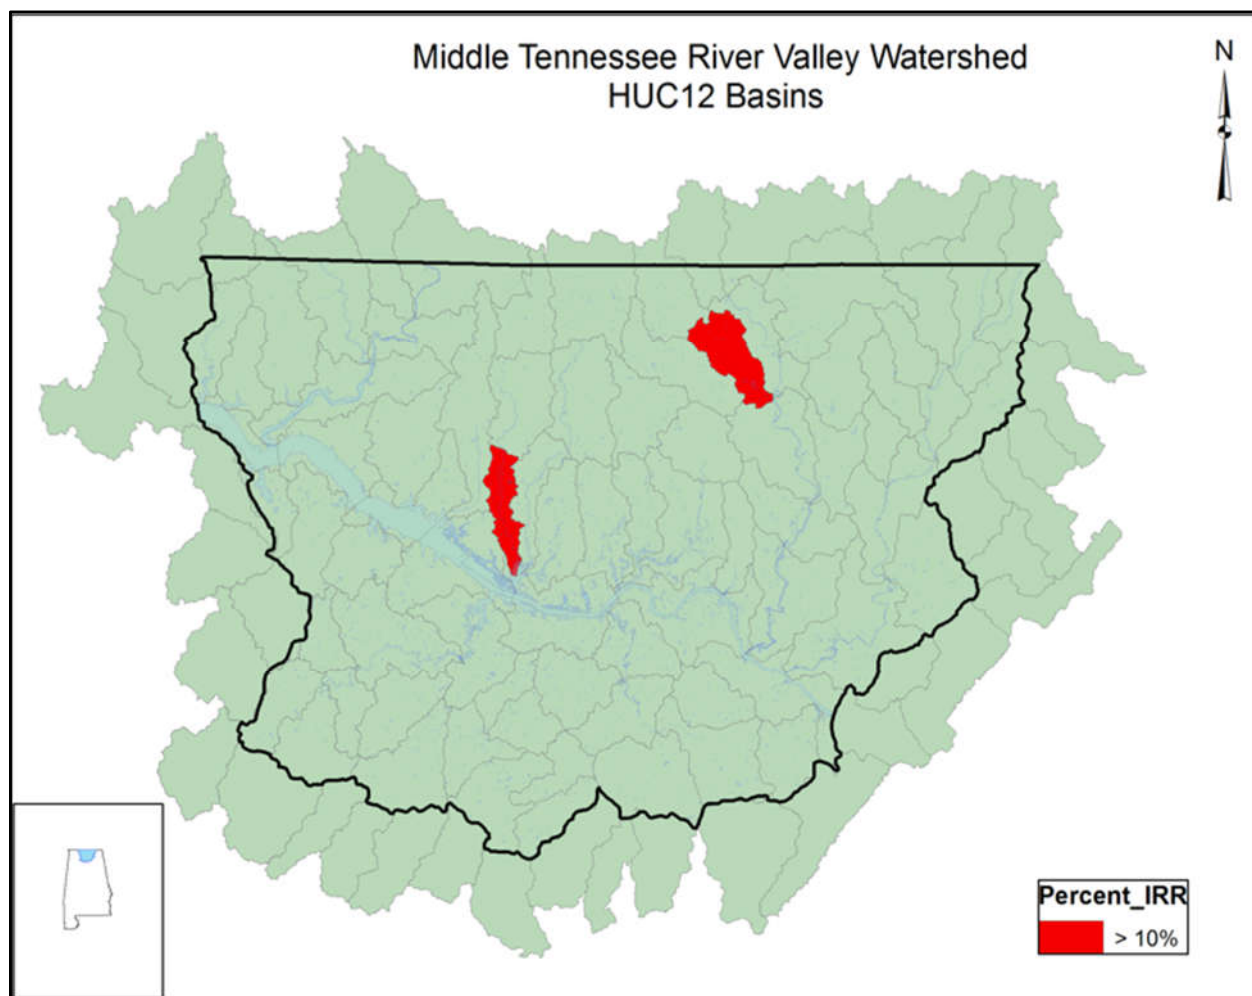 Middle Tennessee River Valley Watershed
HUC12 Basins
N
Percent_IRR
> 10%